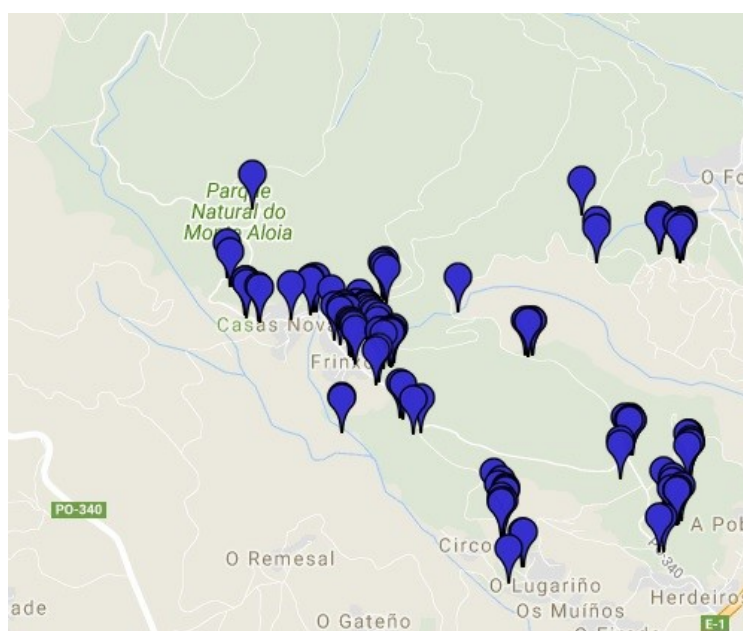 O Fo
Parque
Natural do
Monte Aloia
Casas Nova
Frinxo
PO-340
A Pob
O Remesal
Circo
PO-340
O Lugariño
Herdeiro
ade
Os Muíños
O Gateño
E-1